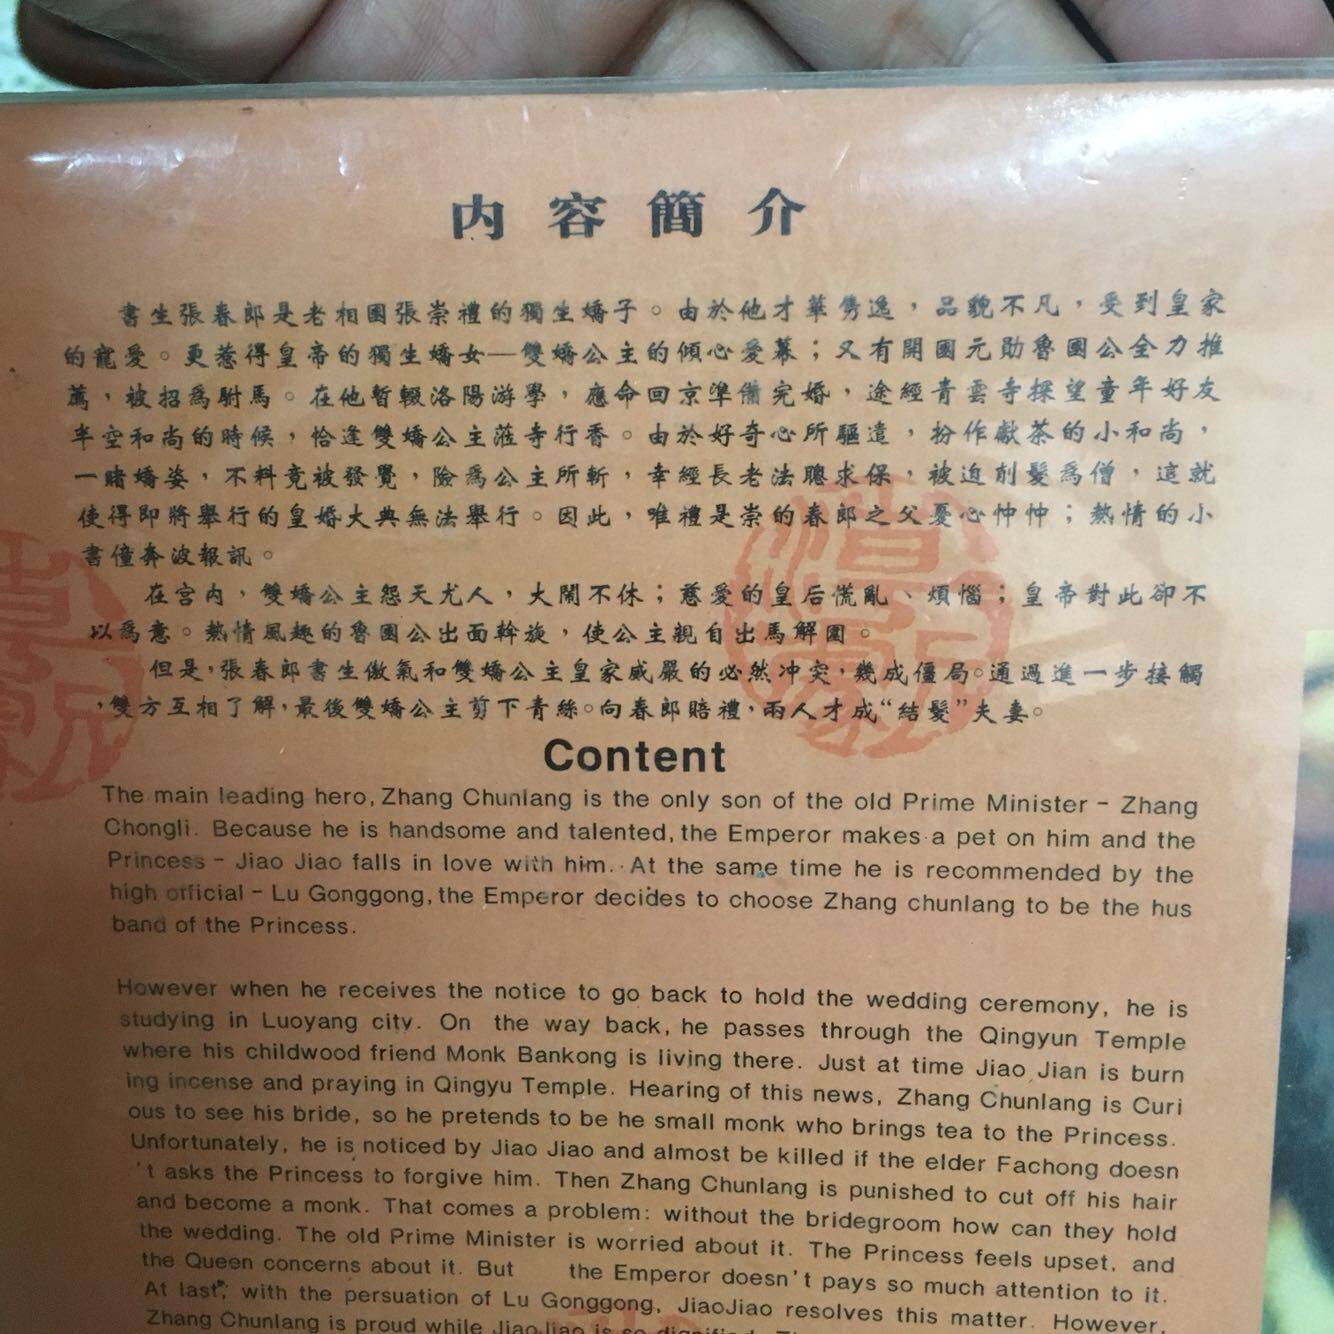 内容簡介
書生張春郎是老相國張崇禮的獨生嬌子。由於他才華雋逸，品貌不凡，受到皇家
的寵愛。更惹得皇帝的獨生嬌女—雙嬌公主的傾心愛慕；又有開國元勛魯國公全力推
薦，被招爲駙馬。在他暫輟洛陽游學，應命回京準備完婚，途經青雲寺探望童年好友
半空和尚的時候，恰逢雙嬌公主蒞寺行香。由於好奇心所驅遣，扮作獻茶的小和尚，
一睹嬌姿，不料竟被發覺，險爲公主所斬，幸經長老法聰求保，被迫削髮爲僧，這就
使得即將舉行的皇婚大典無法舉行。因此，唯禮是崇的春郎之父憂心忡忡；熱情的小
書僮奔波報訊。
在宮内，雙嬌公主怨天尤人，大鬧不休；慈愛的皇后慌亂、煩惱；皇帝對此卻不
以爲意。熱情風趣的魯國公出面斡旋，使公主親自出馬解圍。
但是，張春郎書生傲氣和雙嬌公主皇家威嚴的必然冲突，幾成僵局。通過進一步接觸
，雙方互相了解，最後雙嬌公主剪下青絲。向春郎賠禮，兩人才成“結髮”夫妻。
Content
The main leading hero, Zhang Chunlang is the only son of the old Prime Minister – Zhang
Chongli. Because he is handsome and talented, the Emperor makes a pet on him and the
Princess – Jiao Jiao falls in love with him. At the same time he is recommended by the
high official – Lu Gonggong, the Emperor decides to choose Zhang chunlang to be the hus
band of the Princess.
However when he receives the notice to go back to hold the wedding ceremony, he is
studying in Luoyang city. On the way back, he passes through the Qingyun Temple
where his childwood friend Monk Bankong is living there. Just at time Jiao Jian is burn
ing incense and praying in Qingyu Temple. Hearing of this news, Zhang Chunlang is Curi
ous to see his bride, so he pretends to be he small monk who brings tea to the Princess.
Unfortunately, he is noticed by Jiao Jiao and almost be killed if the elder Fachong doesn
't asks the Princess to forgive him. Then Zhang Chunlang is punished to cut off his hair
and become a monk. That comes a problem: without the bridegroom how can they hold
the wedding. The old Prime Minister is worried about it. The Princess feels upset, and
the Queen concerns about it. But the Emperor doesn't pays so much attention to it.
At last, with the persuation of Lu Gonggong, JiaoJiao resolves this matter. However,
Zhang Chunlang is proud while JiaoJiao is so dignified.